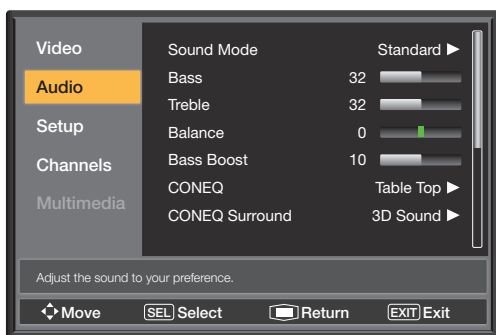 Video
Audio
Setup
Channels
Multimedia
Sound Mode Standard
Bass 32
Treble 32
Balance 0
Bass Boost 10
CONEQ Table Top
CONEQ Surround 3D Sound
Adjust the sound to your preference.
Move SEL Select Return EXIT Exit